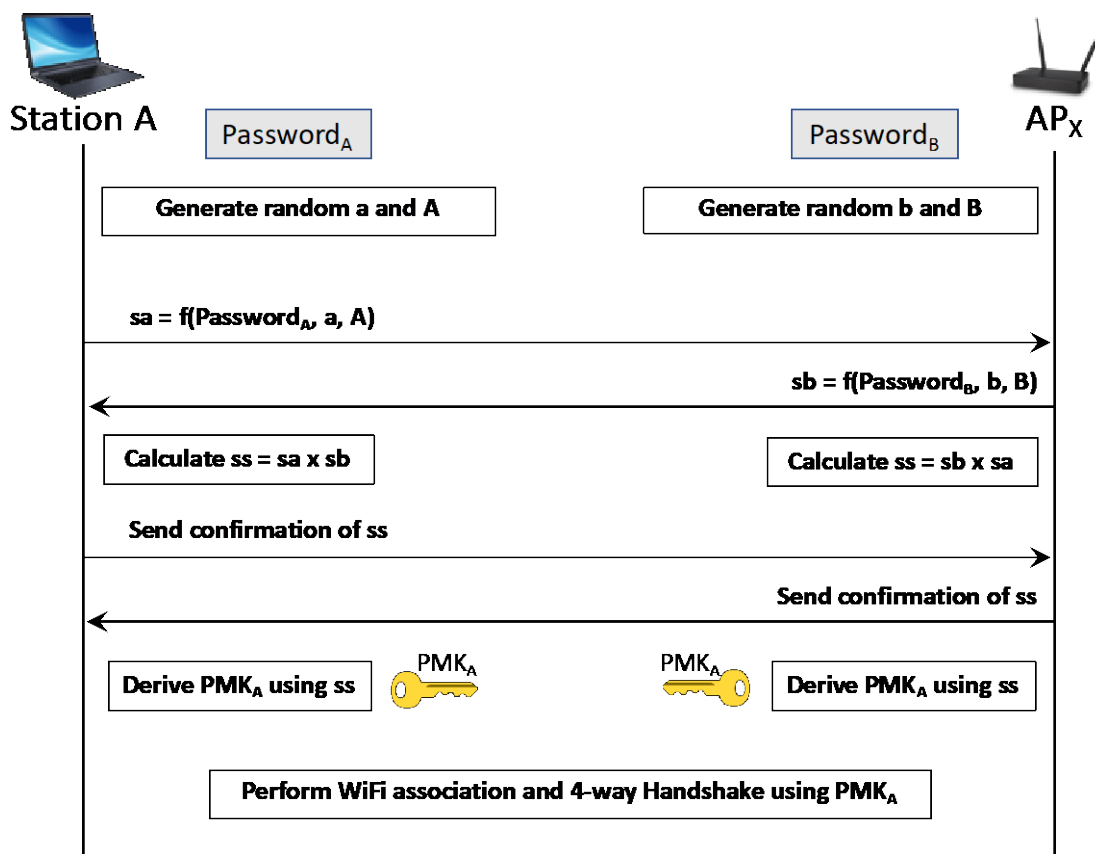 Station A
APX
PasswordA
PasswordB
Generate random a and A
Generate random b and B
sa = f(PasswordA, a, A)
sb = f(PasswordB, b, B)
Calculate ss = sa x sb
Calculate ss = sb x sa
Send confirmation of ss
Send confirmation of ss
PMKA
PMKA
Derive PMKA using ss
Derive PMKA using ss
Perform WiFi association and 4-way Handshake using PMKA